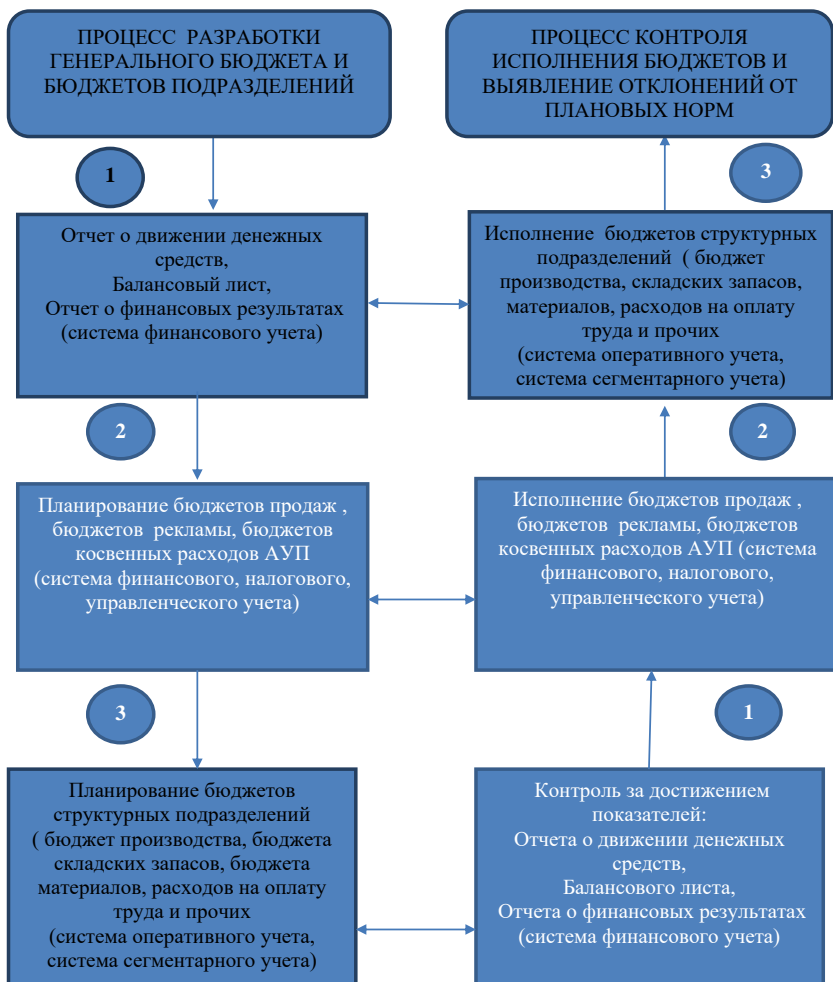 ПРОЦЕСС РАЗРАБОТКИ
ГЕНЕРАЛЬНОГО БЮДЖЕТА И
БЮДЖЕТОВ ПОДРАЗДЕЛЕНИЙ
1
Отчет о движении денежных
средств,
Балансовый лист,
Отчет о финансовых результатах
(система финансового учета)
2
Планирование бюджетов продаж ,
бюджетов рекламы, бюджетов
косвенных расходов АУП
(система финансового, налогового,
управленческого учета)
3
Планирование бюджетов
структурных подразделений
( бюджет производства, бюджета
складских запасов, бюджета
материалов, расходов на оплату
труда и прочих
(система оперативного учета,
система сегментарного учета)
ПРОЦЕСС КОНТРОЛЯ
ИСПОЛНЕНИЯ БЮДЖЕТОВ И
ВЫЯВЛЕНИЕ ОТКЛОНЕНИЙ ОТ
ПЛАНОВЫХ НОРМ
3
Исполнение бюджетов структурных
подразделений ( бюджет
производства, складских запасов,
материалов, расходов на оплату
труда и прочих
(система оперативного учета,
система сегментарного учета)
2
Исполнение бюджетов продаж ,
бюджетов рекламы, бюджетов
косвенных расходов АУП (система
финансового, налогового,
управленческого учета)
1
Контроль за достижением
показателей:
Отчета о движении денежных
средств,
Балансового листа,
Отчета о финансовых результатах
(система финансового учета)